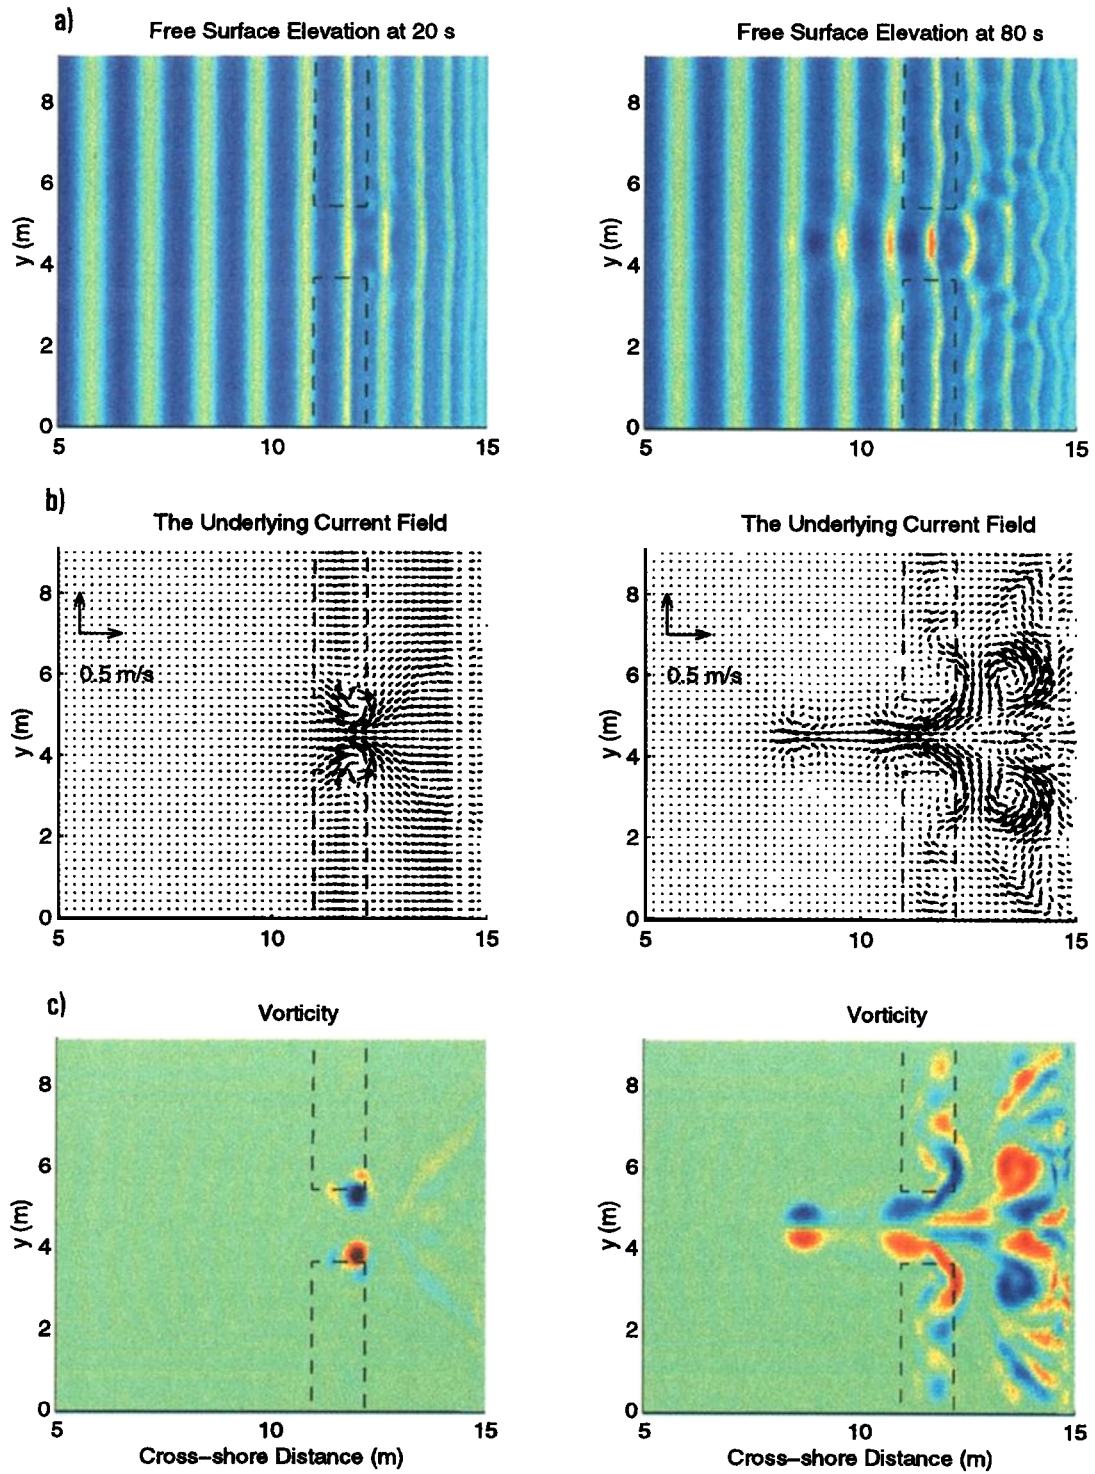 a)
Free Surface Elevation at 20 s
Free Surface Elevation at 80 s
y (m)
8
6
4
2
0
5
10
15
y (m)
8
6
4
2
0
5
10
15
b)
The Underlying Current Field
The Underlying Current Field
y (m)
8
6
4
2
0
0.5 m/s
5
10
15
y (m)
8
6
4
2
0
0.5 m/s
5
10
15
c)
Vorticity
Vorticity
y (m)
8
6
4
2
0
5
10
15
Cross-shore Distance (m)
y (m)
8
6
4
2
0
5
10
15
Cross-shore Distance (m)